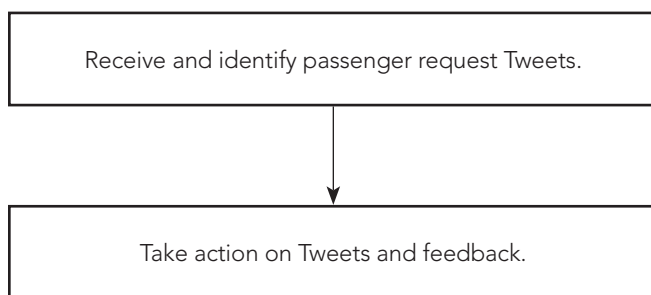 Receive and identify passenger request Tweets.
Take action on Tweets and feedback.